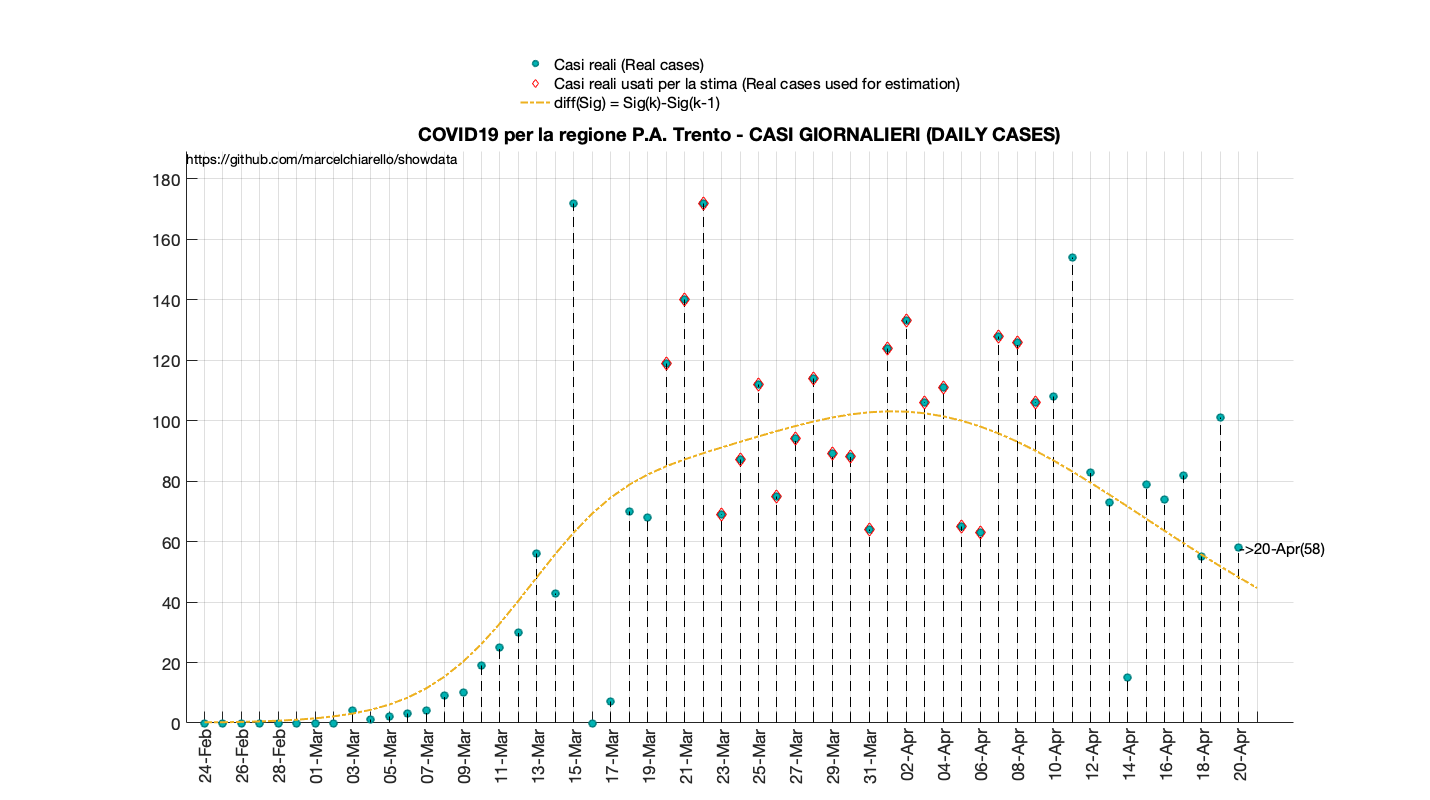 Casi reali (Real cases)
Casi reali usati per la stima (Real cases used for estimation)
diff(Sig) = Sig(k)-Sig(k-1)
COVID19 per la regione P.A. Trento - CASI GIORNALIERI (DAILY CASES)
https://github.com/marcelchiarello/showdata
180
160
140
120
100
80
60
40
20
0
->20-Apr(58)
24-Feb
26-Feb
28-Feb
01-Mar
03-Mar
05-Mar
07-Mar
09-Mar
11-Mar
13-Mar
15-Mar
17-Mar
19-Mar
21-Mar
23-Mar
25-Mar
27-Mar
29-Mar
31-Mar
02-Apr
04-Apr
06-Apr
08-Apr
10-Apr
12-Apr
14-Apr
16-Apr
18-Apr
20-Apr